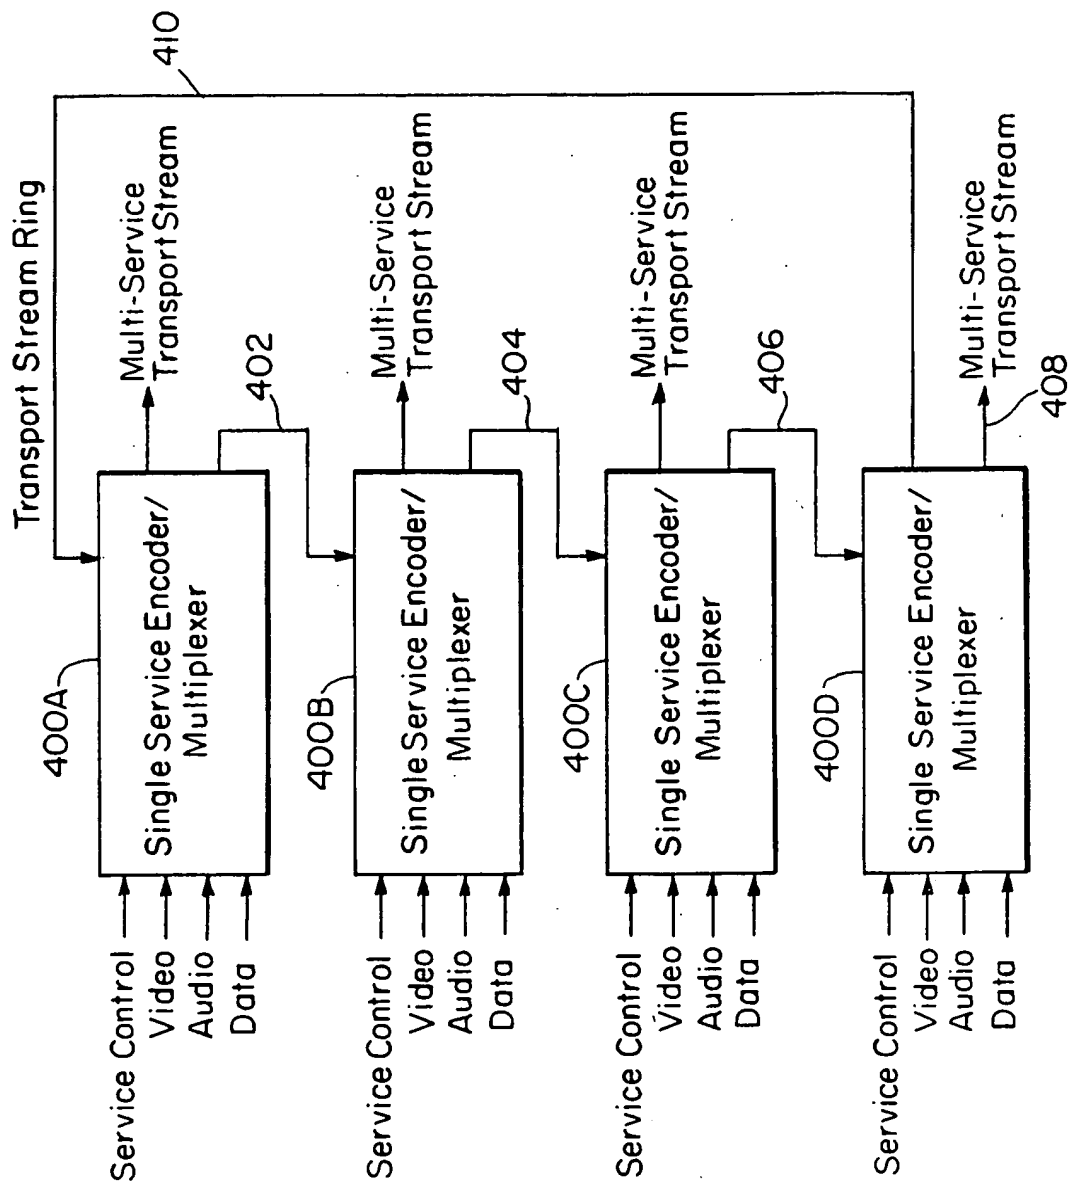 Transport Stream Ring
410
400A
Service Control
Video
Audio
Data
Single Service Encoder/
Multiplexer
Multi-Service
Transport Stream
402
400B
Service Control
Video
Audio
Data
Single Service Encoder/
Multiplexer
Multi-Service
Transport Stream
404
400C
Service Control
Video
Audio
Data
Single Service Encoder/
Multiplexer
Multi-Service
Transport Stream
406
400D
Service Control
Video
Audio
Data
Single Service Encoder/
Multiplexer
Multi-Service
Transport Stream
408